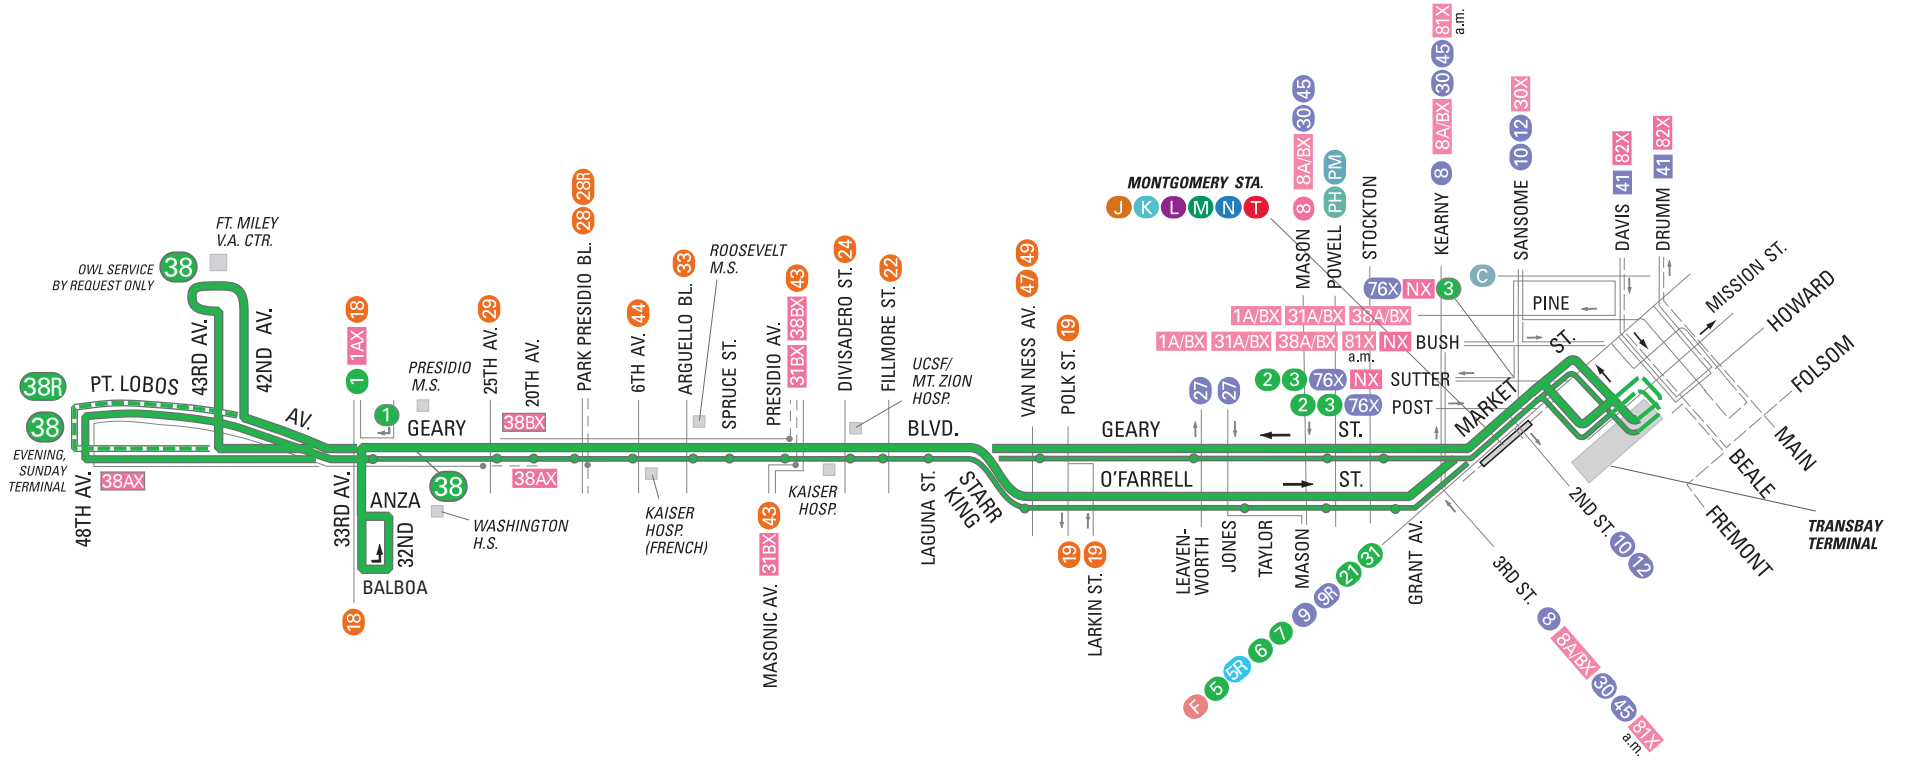 38R
38
EVENING,
SUNDAY
TERMINAL
48TH AV.
38AX
PT. LOBOS
AV.
38
OWL SERVICE
BY REQUEST ONLY
FT. MILEY
V.A. CTR.
43RD AV.
42ND AV.
1 1AX 18
1
PRESIDIO
M.S.
GEARY
33RD AV.
ANZA
32ND
BALBOA
18
38
WASHINGTON
H.S.
25TH AV. 29
20TH AV.
38BX
38AX
PARK PRESIDIO BL. 28 28R
6TH AV. 44
KAISER
HOSP.
(FRENCH)
ARGUELLO BL. 33
ROOSEVELT
M.S.
SPRUCE ST.
PRESIDIO AV. 31BX 38BX 43
MASONIC AV. 31BX 43
KAISER
HOSP.
DIVISADERO ST. 24
FILLMORE ST. 22
UCSF/
MT. ZION
HOSP.
BLVD.
LAGUNA ST.
STARR
KING
VAN NESS AV. 47 49
POLK ST. 19
19
LARKIN ST. 19
GEARY ST.
O'FARRELL ST.
27
27
LEAVEN-
WORTH
JONES
TAYLOR
MASON
GRANT AV.
F 5 5R 6 7 9 9R 21 31
MONTGOMERY STA.
J K L M N T
MASON 8 8A/BX 30 45
POWELL PH PM
STOCKTON
KEARNY 8 8A/BX 30 45 81X
a.m.
SANSOME 10 12 30X
DAVIS 41 82X
DRUMM 41 82X
C
76X NX 3
PINE
1A/BX 31A/BX 38A/BX
1A/BX 31A/BX 38A/BX 81X NX BUSH
a.m.
2 3 76X NX SUTTER
2 3 76X POST
MARKET ST.
MISSION ST.
HOWARD
FOLSOM
MAIN
BEALE
FREMONT
TRANSBAY
TERMINAL
2ND ST. 10 12
3RD ST. 8 8A/BX 30 45 81X
a.m.